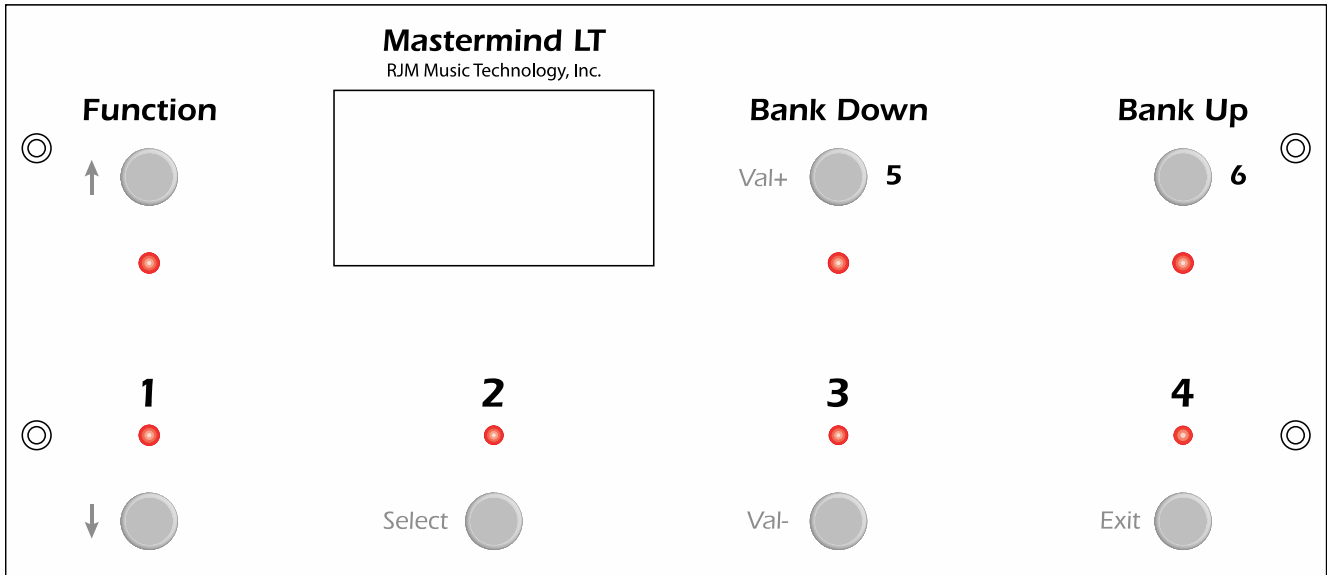 Mastermind LT
RJM Music Technology, Inc.
Function
Bank Down
Bank Up
Val+
5
6
1
2
3
4
Select
Val-
Exit